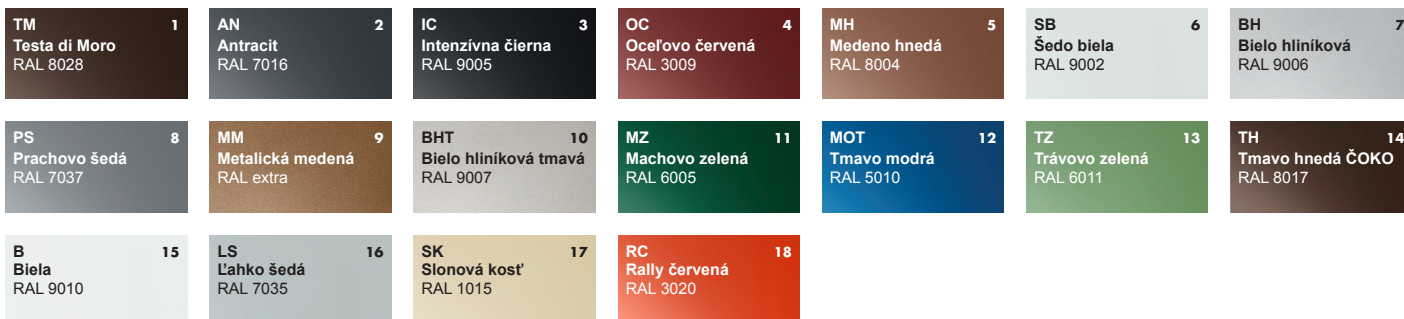 TM 1
Testa di Moro
RAL 8028
AN 2
Antracit
RAL 7016
IC 3
Intenzívna čierna
RAL 9005
OC 4
Oceľovo červená
RAL 3009
MH 5
Medeno hnedá
RAL 8004
SB 6
Šedo biela
RAL 9002
BH 7
Bielo hliníková
RAL 9006
PS 8
Prachovo šedá
RAL 7037
MM 9
Metalická medená
RAL extra
BHT 10
Bielo hliníková tmavá
RAL 9007
MZ 11
Machovo zelená
RAL 6005
MOT 12
Tmavo modrá
RAL 5010
TZ 13
Trávovo zelená
RAL 6011
TH 14
Tmavo hnedá ČOKO
RAL 8017
B 15
Biela
RAL 9010
LS 16
Ľahko šedá
RAL 7035
SK 17
Slonová kosť
RAL 1015
RC 18
Rally červená
RAL 3020